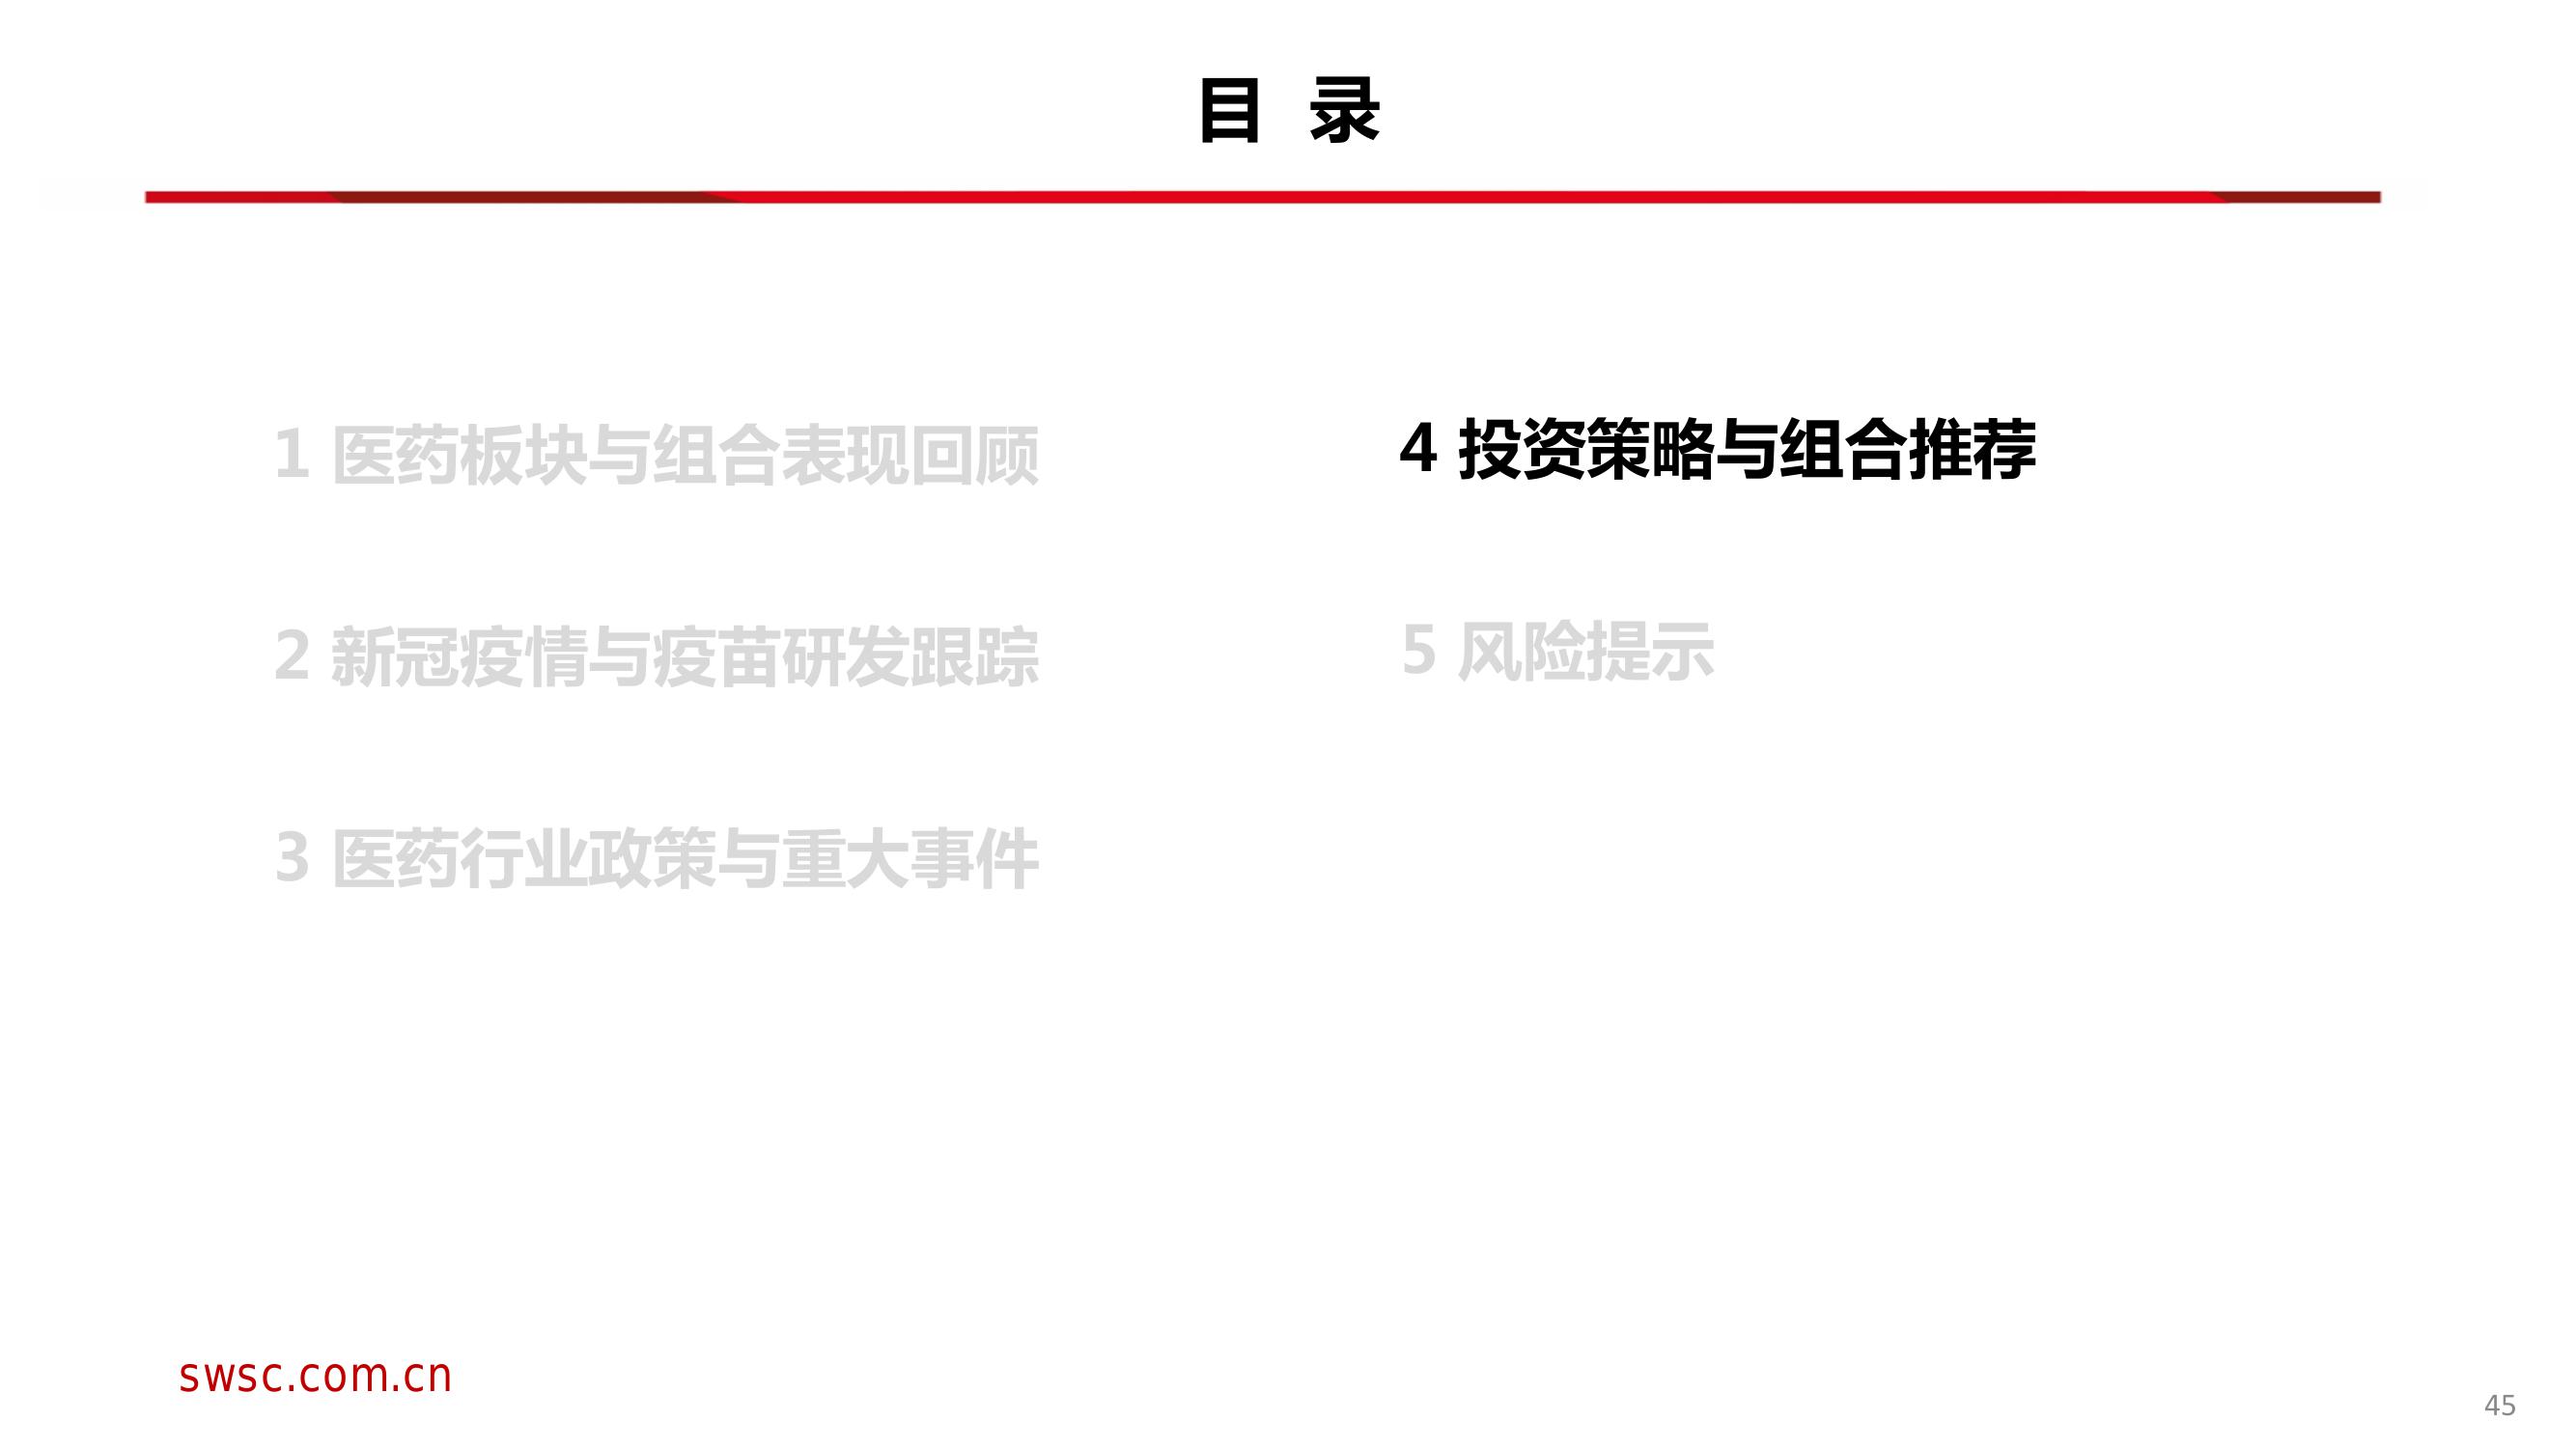 目 录
1 医药板块与组合表现回顾
2 新冠疫情与疫苗研发跟踪
3 医药行业政策与重大事件
4 投资策略与组合推荐
5 风险提示
swsc.com.cn
45